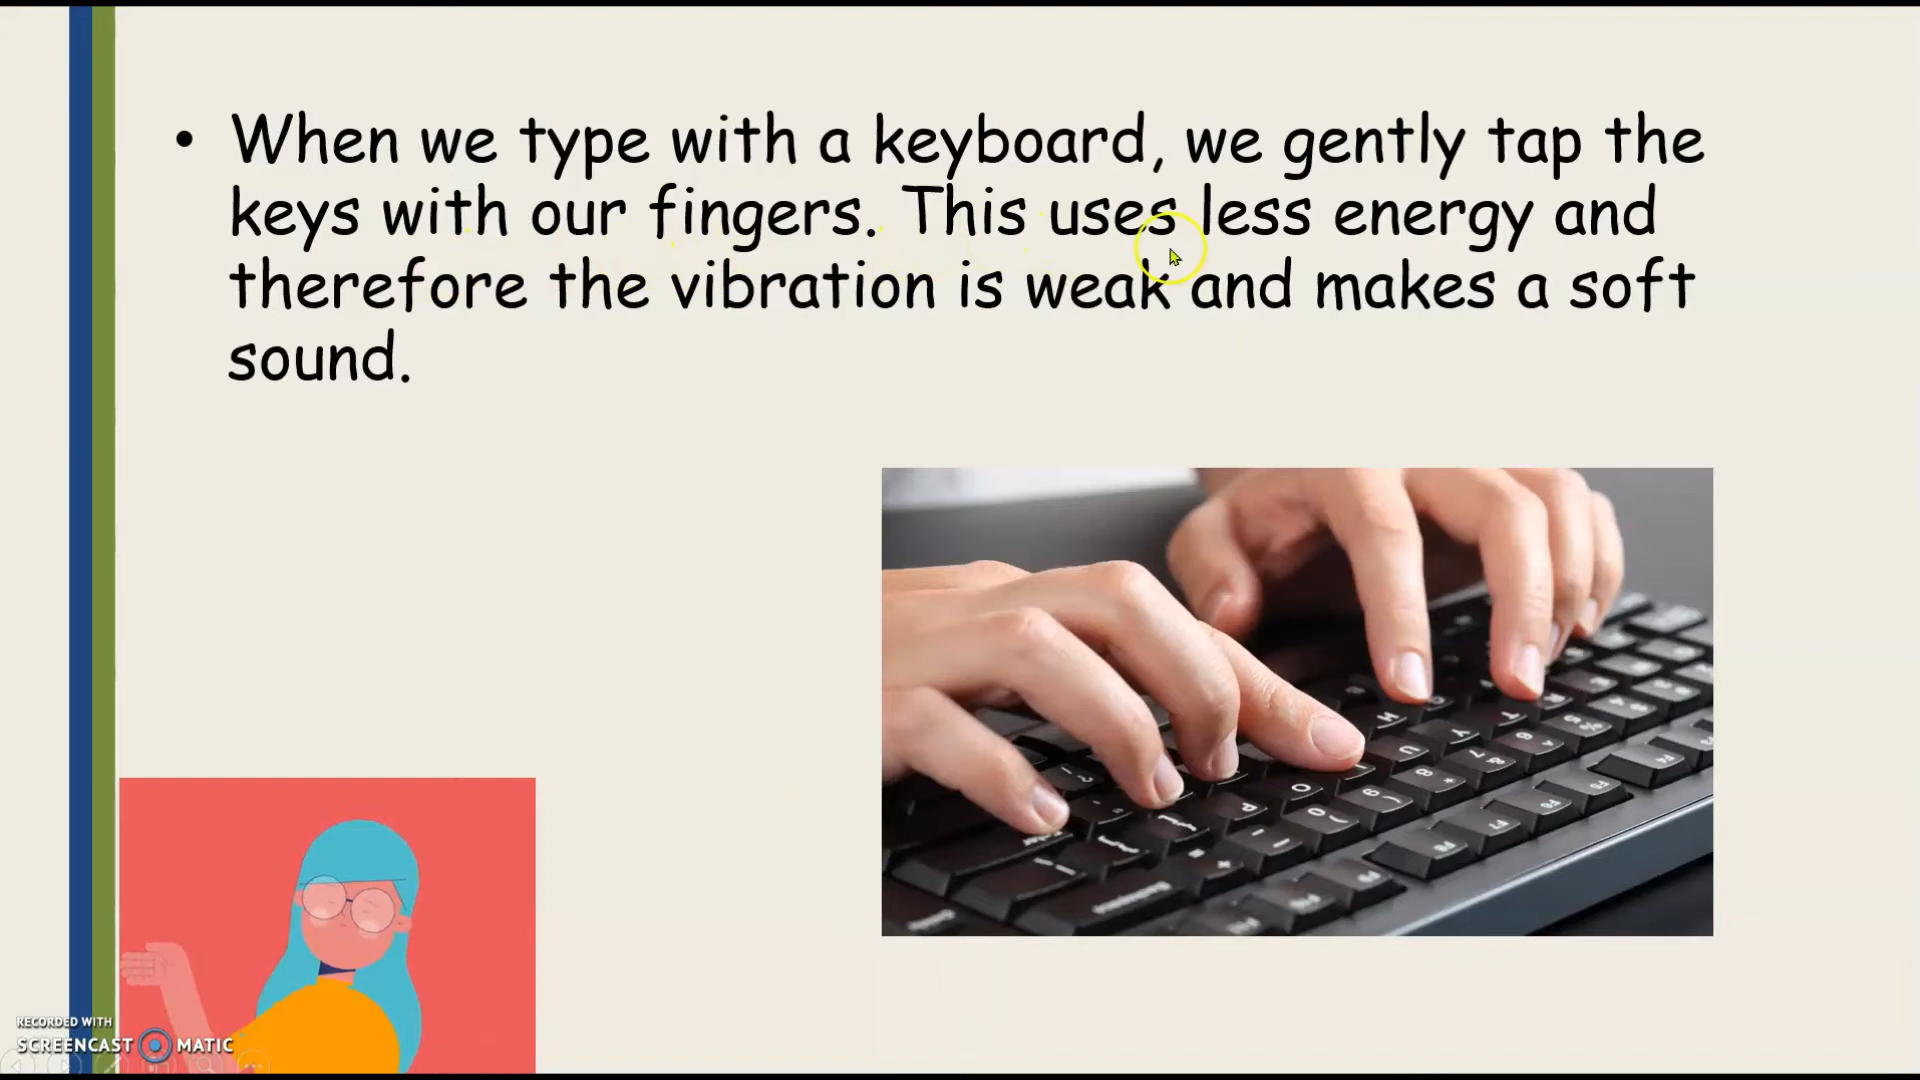 • When we type with a keyboard, we gently tap the
keys with our fingers. This uses less energy and
therefore the vibration is weak and makes a soft
sound.
RECORDED WITH
SCREENCAST MATIC